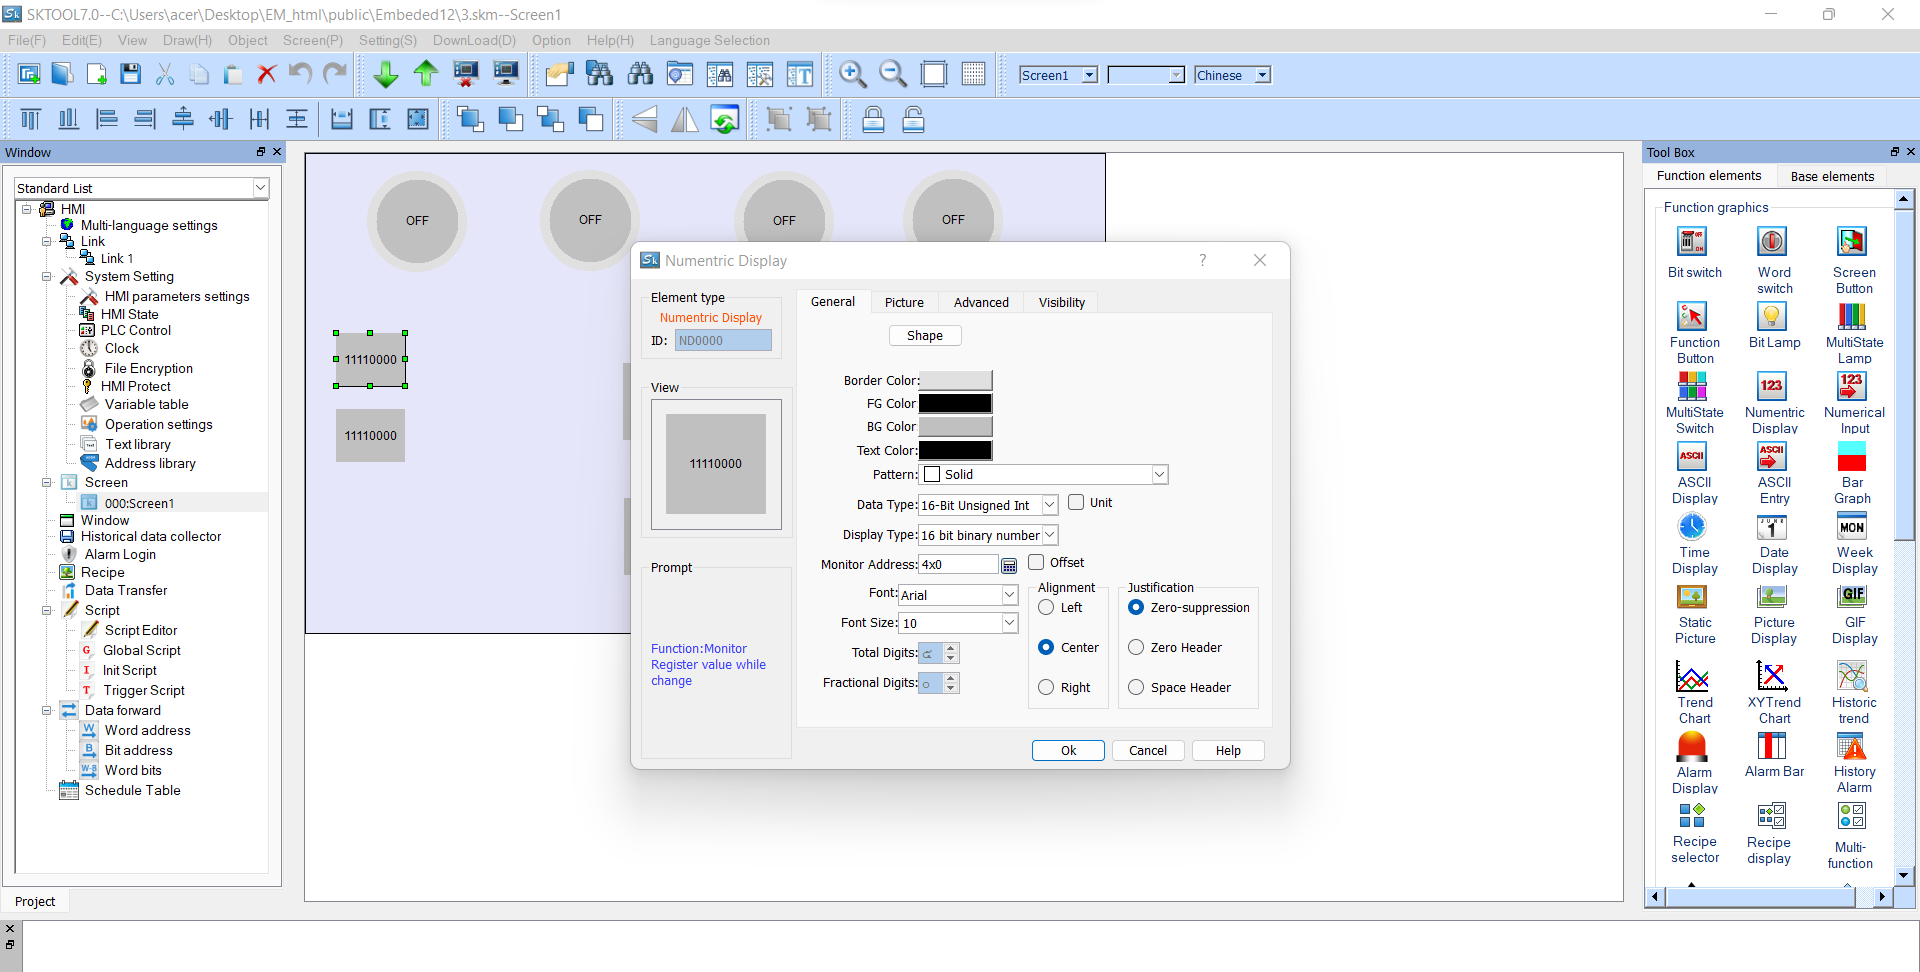 SKTOOL7.0--C:\Users\acer\Desktop\EM_html\public\Embeded12\3.skm--Screen1
File(F) Edit(E) View Draw(H) Object Screen(P) Setting(S) DownLoad(D) Option Help(H) Language Selection
Screen1 Chinese
Window
Standard List
HMI
Multi-language settings
Link
Link 1
System Setting
HMI parameters settings
HMI State
PLC Control
Clock
File Encryption
HMI Protect
Variable table
Operation settings
Text library
Address library
Screen
000:Screen1
Window
Historical data collector
Alarm Login
Recipe
Data Transfer
Script
Script Editor
Global Script
Init Script
Trigger Script
Data forward
Word address
Bit address
Word bits
Schedule Table
Project
OFF OFF OFF OFF
11110000
11110000
Numentric Display
Element type
Numentric Display
ID: ND0000
View
11110000
Prompt
Function:Monitor
Register value while
change
General Picture Advanced Visibility
Shape
Border Color:
FG Color
BG Color
Text Color:
Pattern: Solid
Data Type: 16-Bit Unsigned Int Unit
Display Type: 16 bit binary number
Monitor Address: 4x0 Offset
Font: Arial
Font Size: 10
Total Digits:
Fractional Digits:
Alignment
Left
Center
Right
Justification
Zero-suppression
Zero Header
Space Header
Ok Cancel Help
Tool Box
Function elements Base elements
Function graphics
Bit switch
Word
switch
Screen
Button
Function
Button
Bit Lamp
MultiState
Lamp
MultiState
Switch
Numentric
Display
Numerical
Input
ASCII
Display
ASCII
Entry
Bar
Graph
Time
Display
Date
Display
Week
Display
Static
Picture
Picture
Display
GIF
Display
Trend
Chart
XYTrend
Chart
Historic
trend
Alarm
Display
Alarm Bar
History
Alarm
Recipe
selector
Recipe
display
Multi-
function